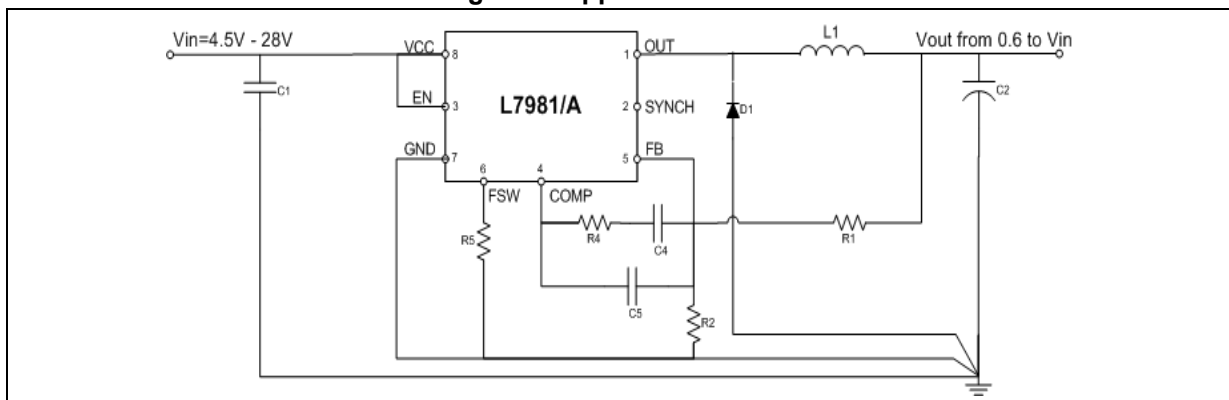 Vin=4.5V - 28V
VCC
8
1
OUT
L1
Vout from 0.6 to Vin
C1
EN
3
L7981/A
2
SYNCH
D1
C2
GND
7
5
FB
6
4
FSW
COMP
R5
R4
C4
R1
C5
R2